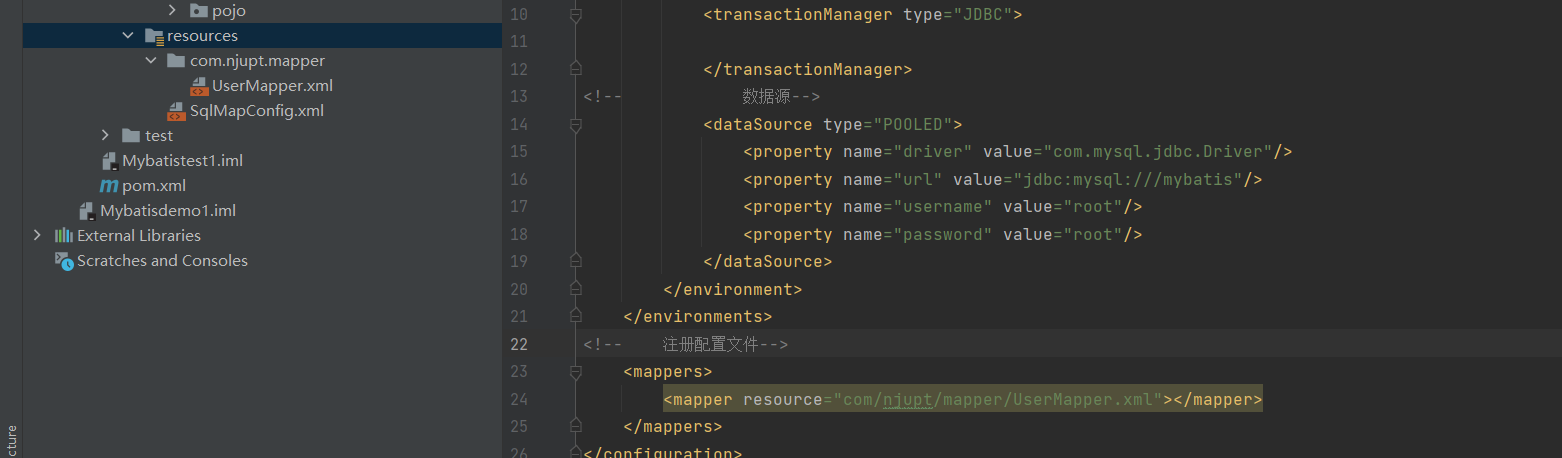 pojo
resources
com.njupt.mapper
UserMapper.xml
SqlMapConfig.xml
test
Mybatistest1.iml
pom.xml
Mybatisdemo1.iml
External Libraries
Scratches and Consoles
cture
10 <transactionManager type="JDBC">
11
12 </transactionManager>
13 <!-- 数据源-->
14 <dataSource type="POOLED">
15 <property name="driver" value="com.mysql.jdbc.Driver"/>
16 <property name="url" value="jdbc:mysql:///mybatis"/>
17 <property name="username" value="root"/>
18 <property name="password" value="root"/>
19 </dataSource>
20 </environment>
21 </environments>
22 <!-- 注册配置文件-->
23 <mappers>
24 <mapper resource="com/njupt/mapper/UserMapper.xml"></mapper>
25 </mappers>
26 </configuration>